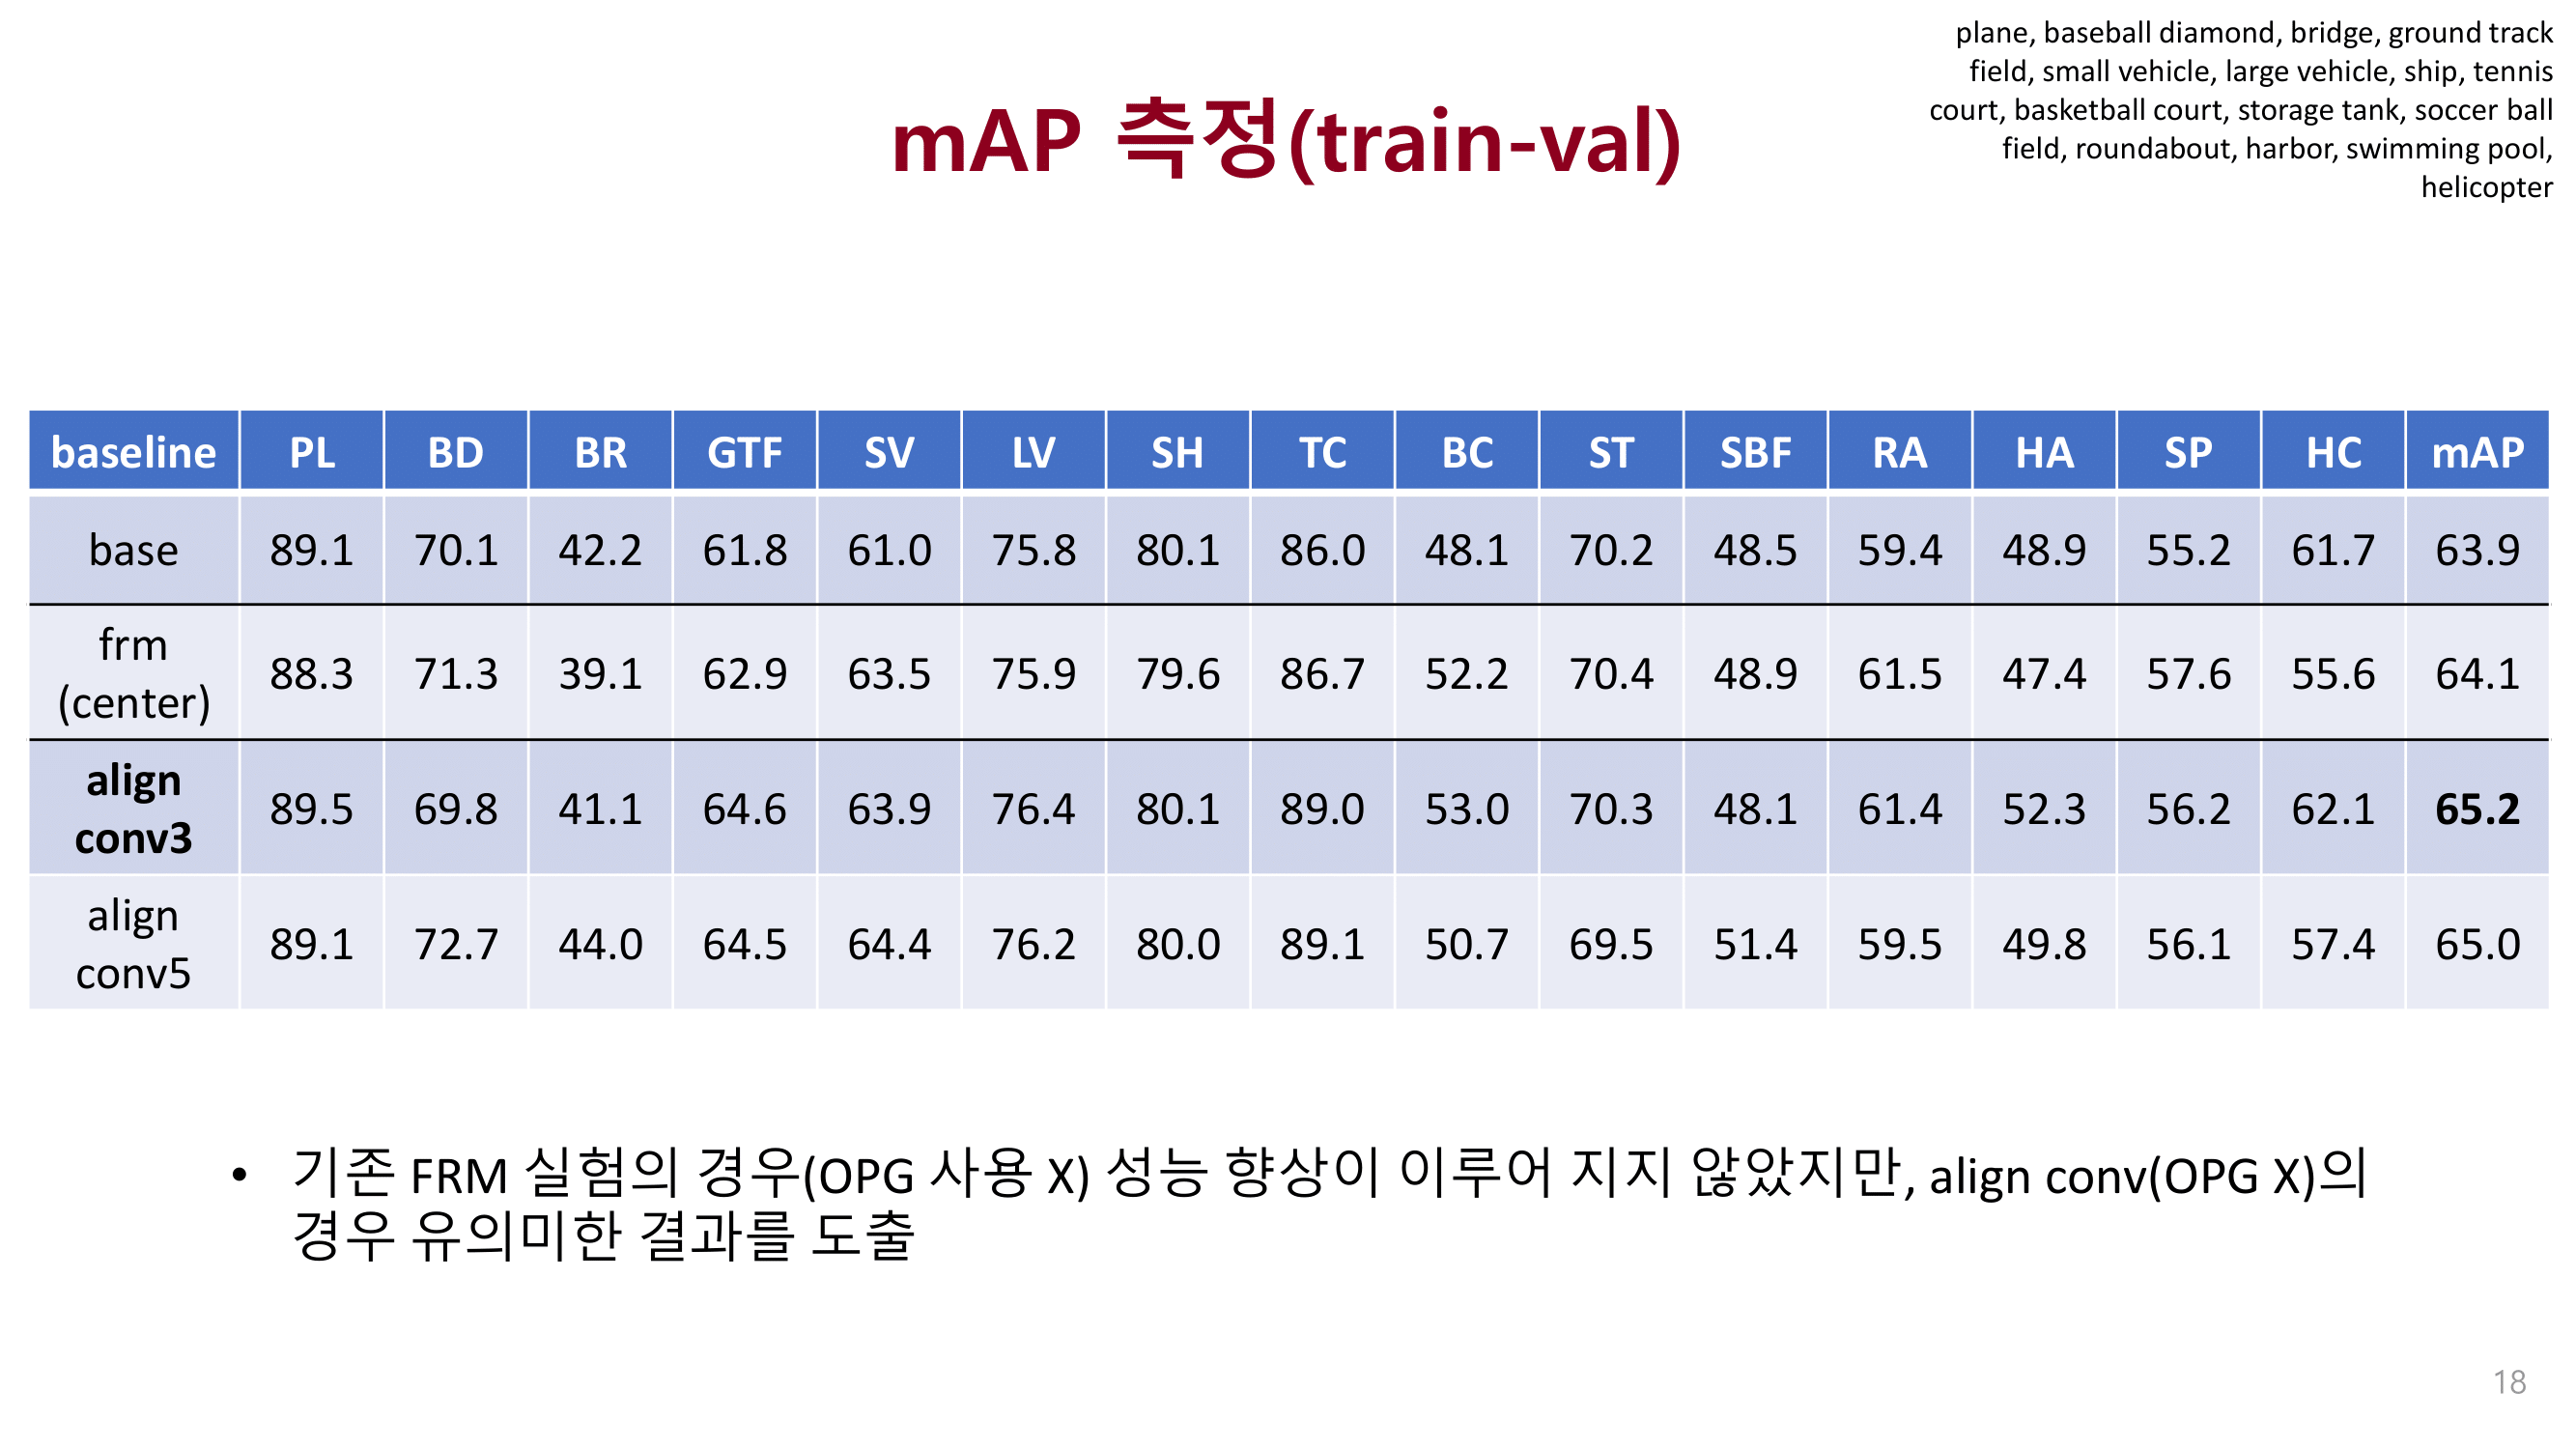 plane, baseball diamond, bridge, ground track
field, small vehicle, large vehicle, ship, tennis
court, basketball court, storage tank, soccer ball
field, roundabout, harbor, swimming pool,
helicopter
mAP 측정(train-val)
baseline PL BD BR GTF SV LV SH TC BC ST SBF RA HA SP HC mAP
base 89.1 70.1 42.2 61.8 61.0 75.8 80.1 86.0 48.1 70.2 48.5 59.4 48.9 55.2 61.7 63.9
frm
(center) 88.3 71.3 39.1 62.9 63.5 75.9 79.6 86.7 52.2 70.4 48.9 61.5 47.4 57.6 55.6 64.1
align
conv3 89.5 69.8 41.1 64.6 63.9 76.4 80.1 89.0 53.0 70.3 48.1 61.4 52.3 56.2 62.1 65.2
align
conv5 89.1 72.7 44.0 64.5 64.4 76.2 80.0 89.1 50.7 69.5 51.4 59.5 49.8 56.1 57.4 65.0
• 기존 FRM 실험의 경우(OPG 사용 X) 성능 향상이 이루어 지지 않았지만, align conv(OPG X)의
경우 유의미한 결과를 도출
18